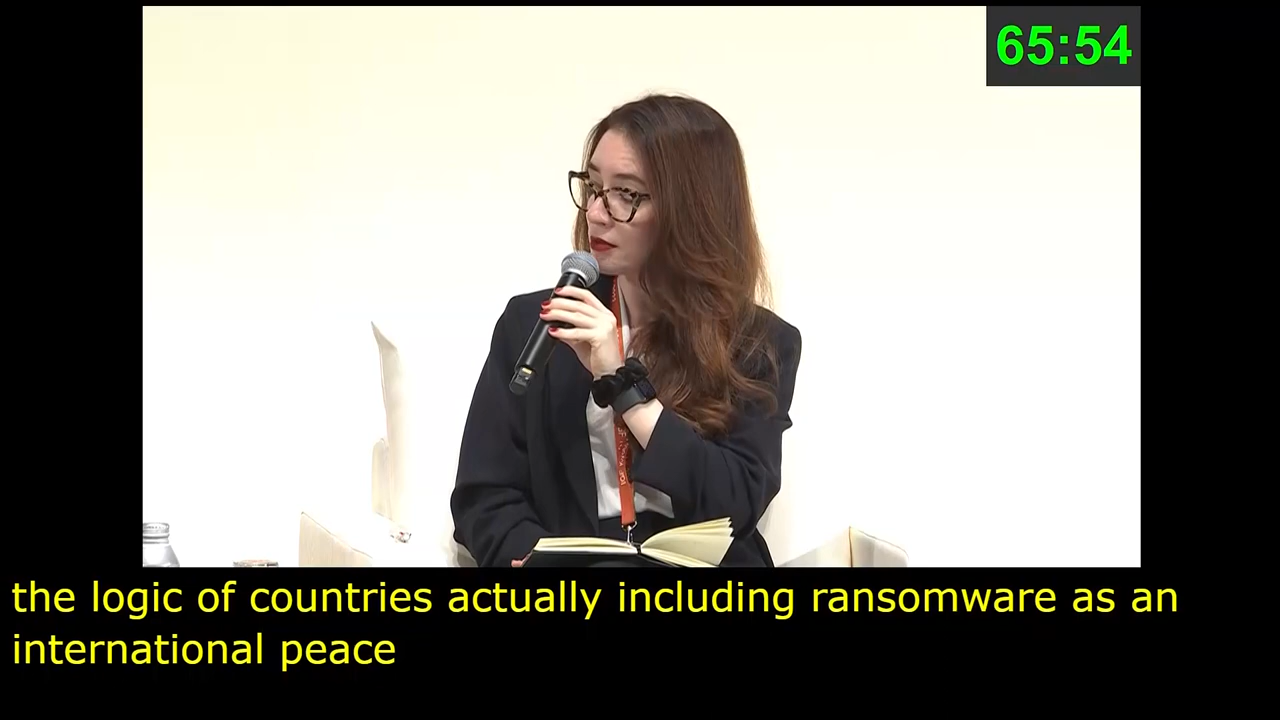 65:54
the logic of countries actually including ransomware as an
international peace